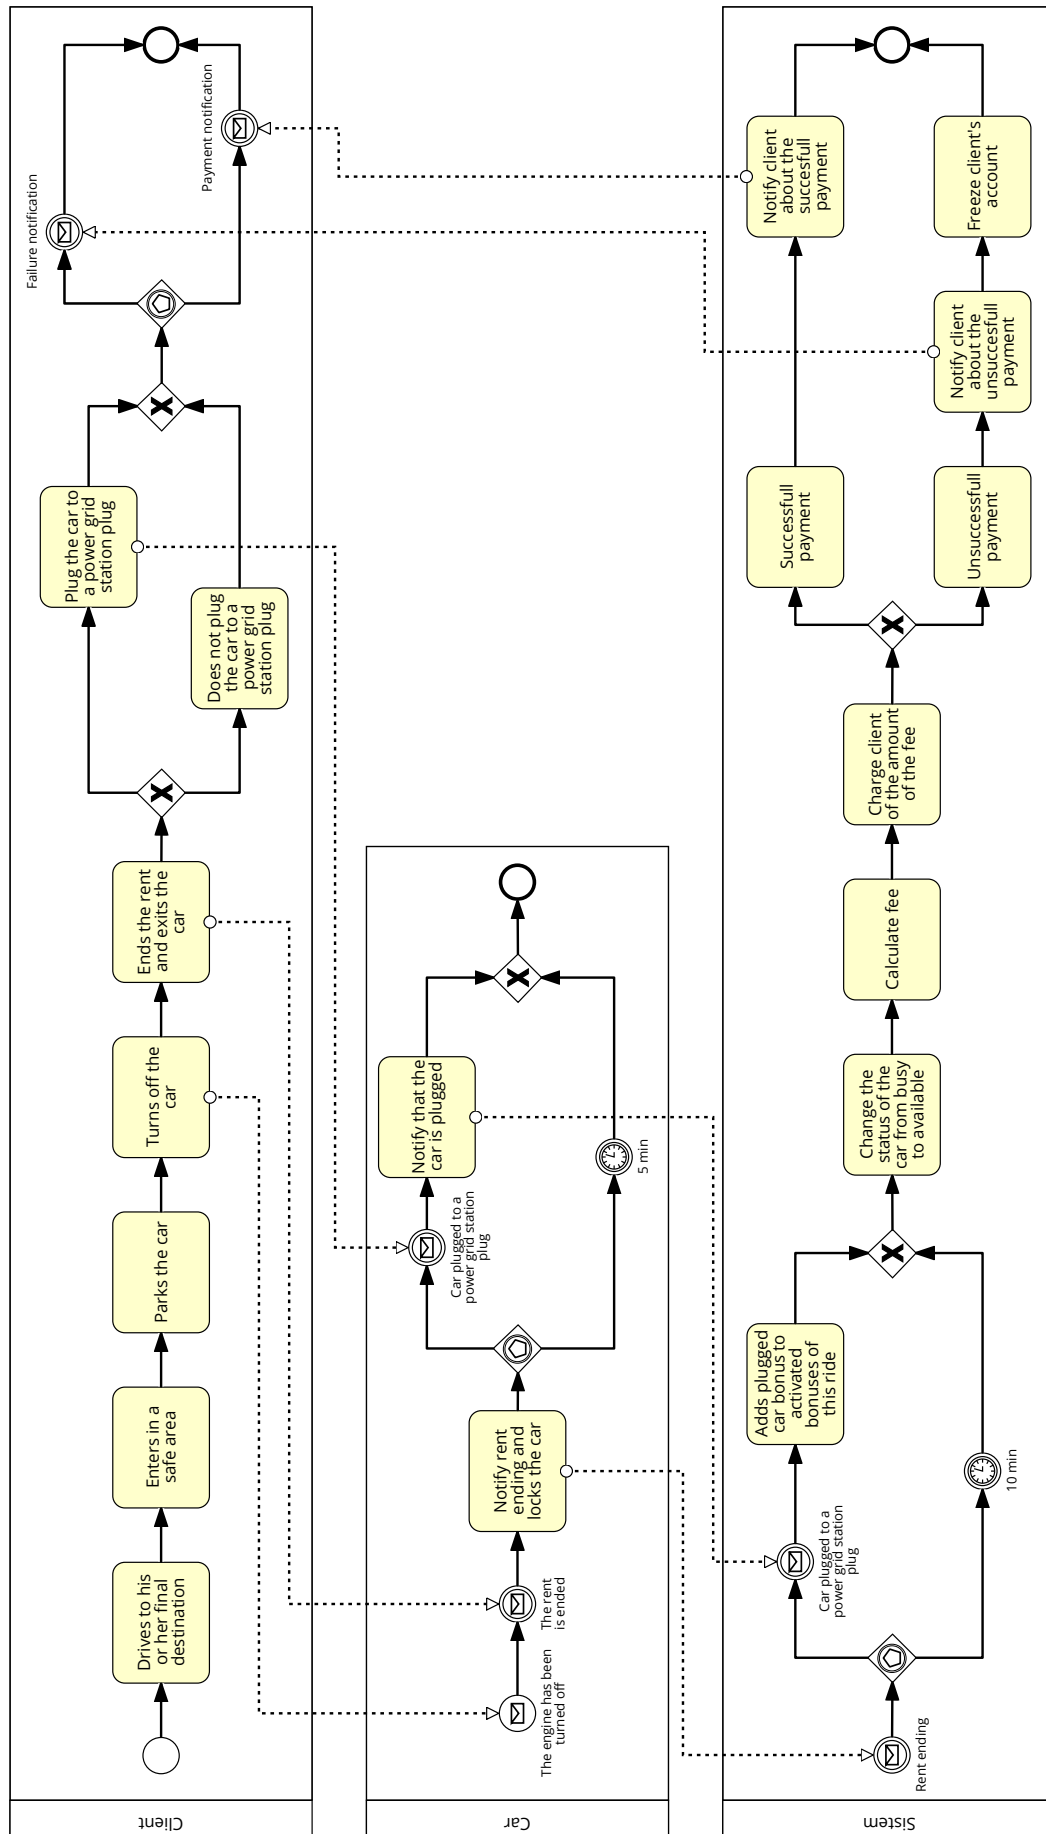 Client
Drives to his
or her final
destination
Enters in a
safe area
Parks the car
Turns off the
car
Ends the rent
and exits the
car
Plug the car to
a power grid
station plug
Does not plug
the car to a
power grid
station plug
Failure notification
Payment notification
Car
The engine has been
turned off
The rent
is ended
Notify rent
ending and
locks the car
Car plugged to a
power grid station
plug
Notify that the
car is plugged
5 min
Sistem
Rent ending
Car plugged to a
power grid station
plug
Adds plugged
car bonus to
activated
bonuses of
this ride
10 min
Change the
status of the
car from busy
to available
Calculate fee
Charge client
of the amount
of the fee
Successfull
payment
Notify client
about the
succesfull
payment
Unsuccessfull
payment
Notify client
about the
unsuccesfull
payment
Freeze client's
account